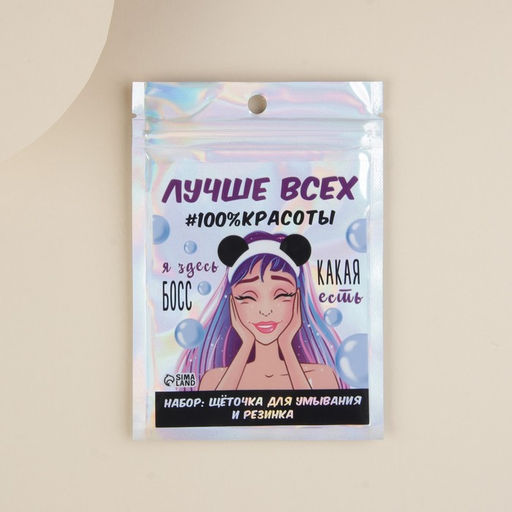 ЛУЧШЕ ВСЕХ
#100%КРАСОТЫ
я здесь
БОСС
КАКАЯ
есть
SIMA
LAND
НАБОР: ЩЁТОЧКА ДЛЯ УМЫВАНИЯ
И РЕЗИНКА